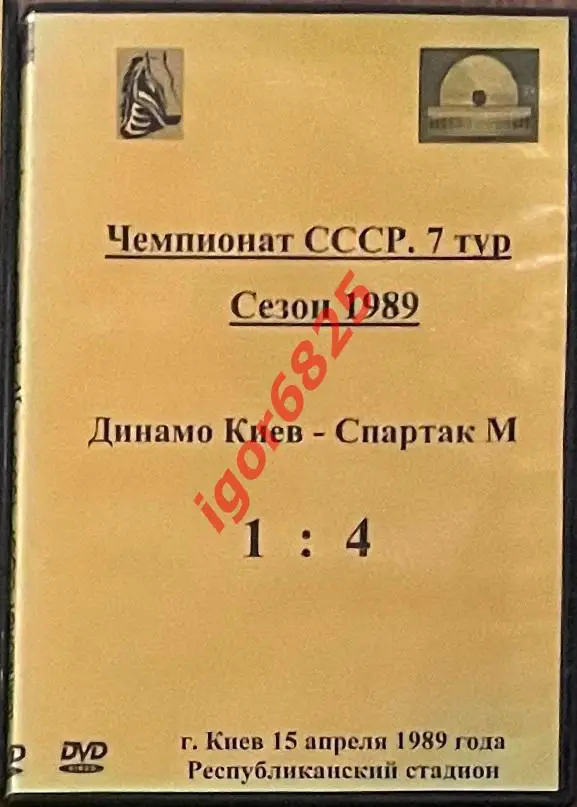 Чемпионат СССР. 7 тур
Сезон 1989
igor6825
Динамо Киев - Спартак М
1 : 4
DVD
VIDEO
г. Киев 15 апреля 1989 года
Республиканский стадион